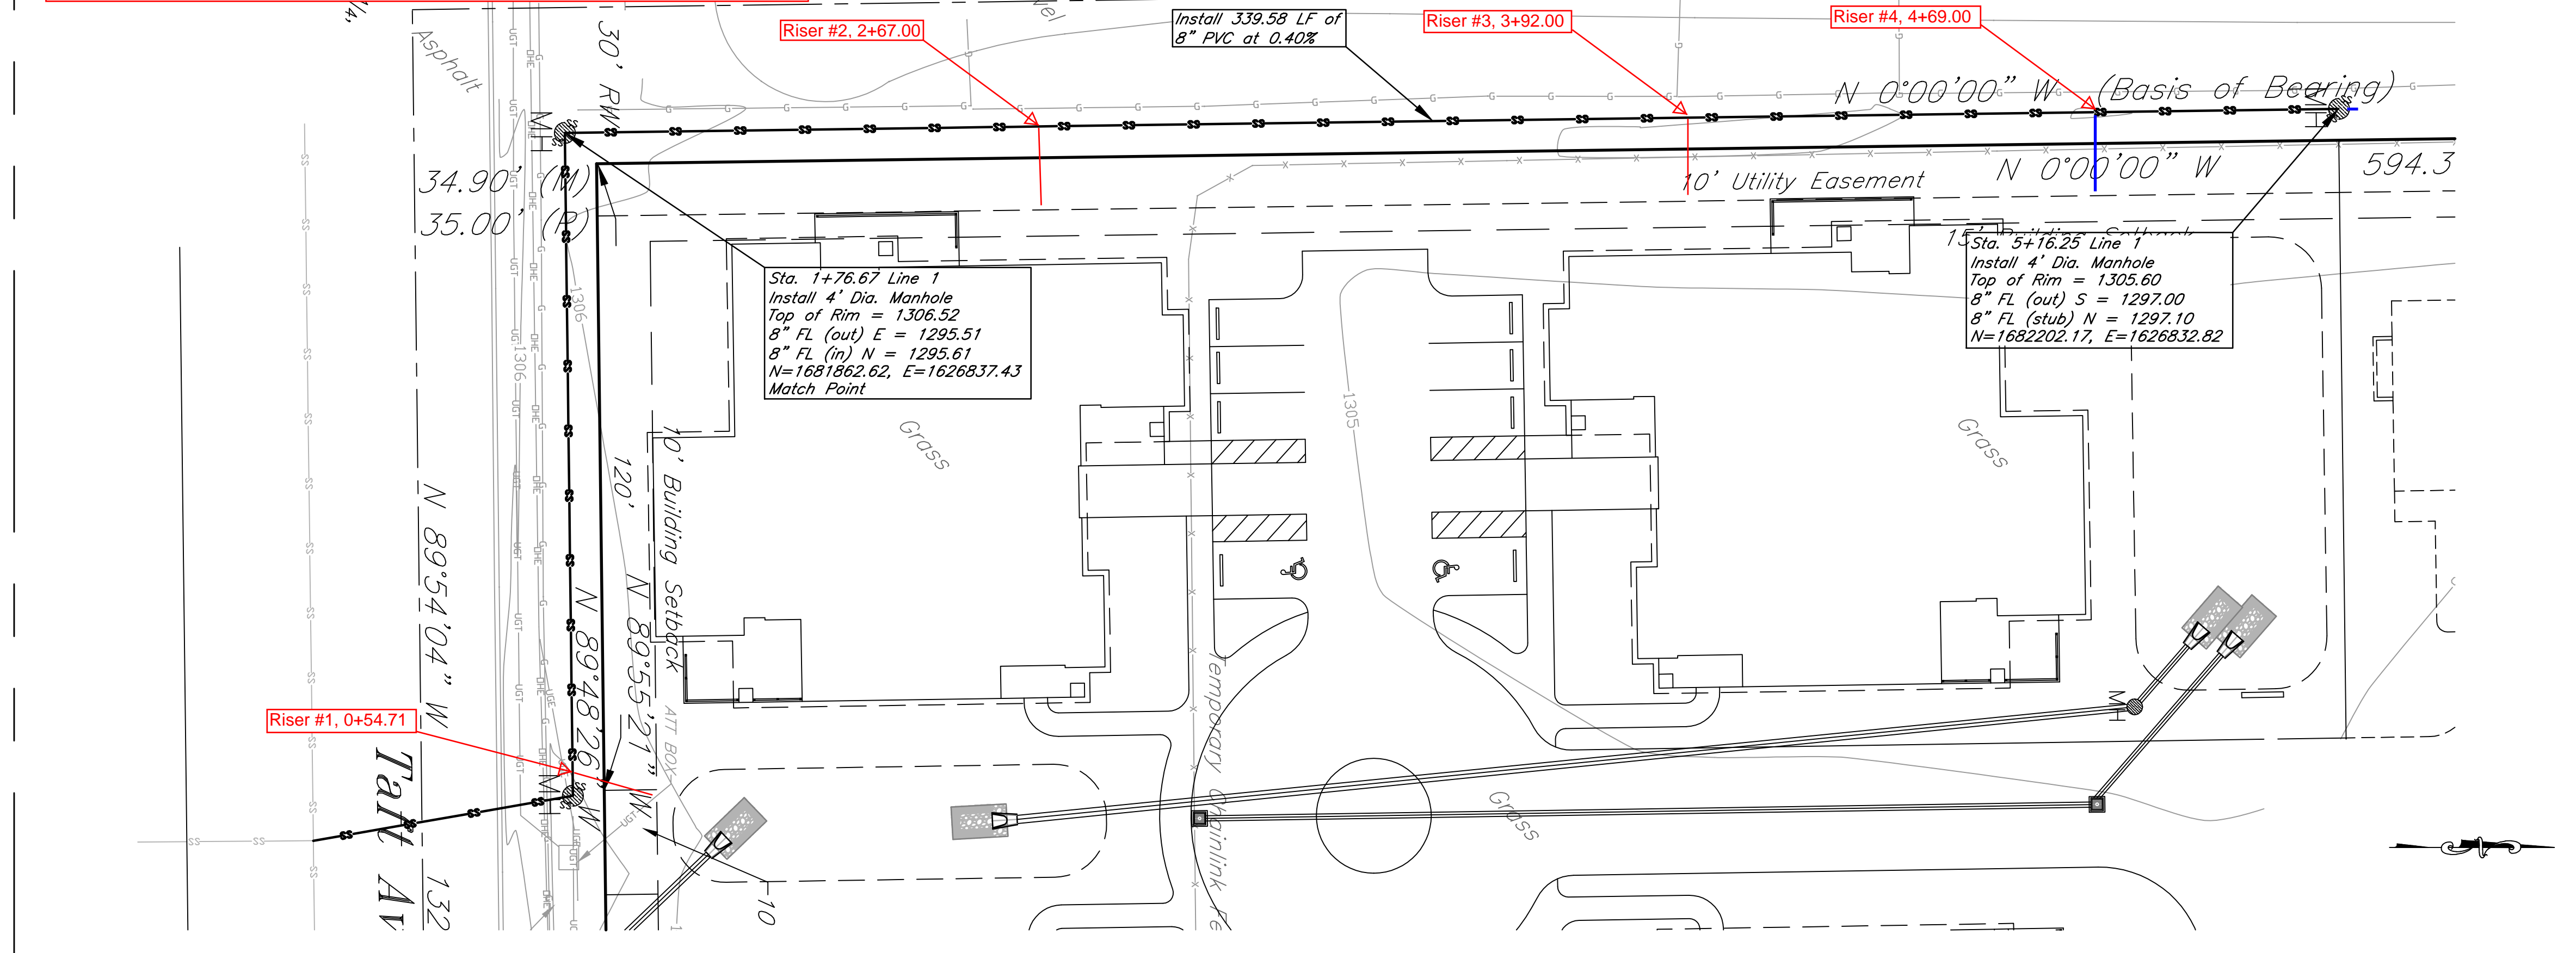 Riser #2, 2+67.00
Install 339.58 LF of
8" PVC at 0.40%
Riser #3, 3+92.00
Riser #4, 4+69.00
Asphalt
30' RW
N 0°00'00" W (Basis of Bearing)
MH
MH
34.90' (M)
35.00' (P)
10' Utility Easement
N 0°00'00" W
594.3
Sta. 1+76.67 Line 1
Install 4' Dia. Manhole
Top of Rim = 1306.52
8" FL (out) E = 1295.51
8" FL (in) N = 1295.61
N=1681862.62, E=1626837.43
Match Point
Sta. 5+16.25 Line 1
Install 4' Dia. Manhole
Top of Rim = 1305.60
8" FL (out) S = 1297.00
8" FL (stub) N = 1297.10
N=1682202.17, E=1626832.82
1306
1306
1305
Grass
Grass
120'
10' Building Setback
N 89°54'04" W
N 89°48'26" W
N 89°55'21" W
ATT BOX
Riser #1, 0+54.71
MH
MH
Temporary Chainlink Fe
Grass
Taft Av
132
10